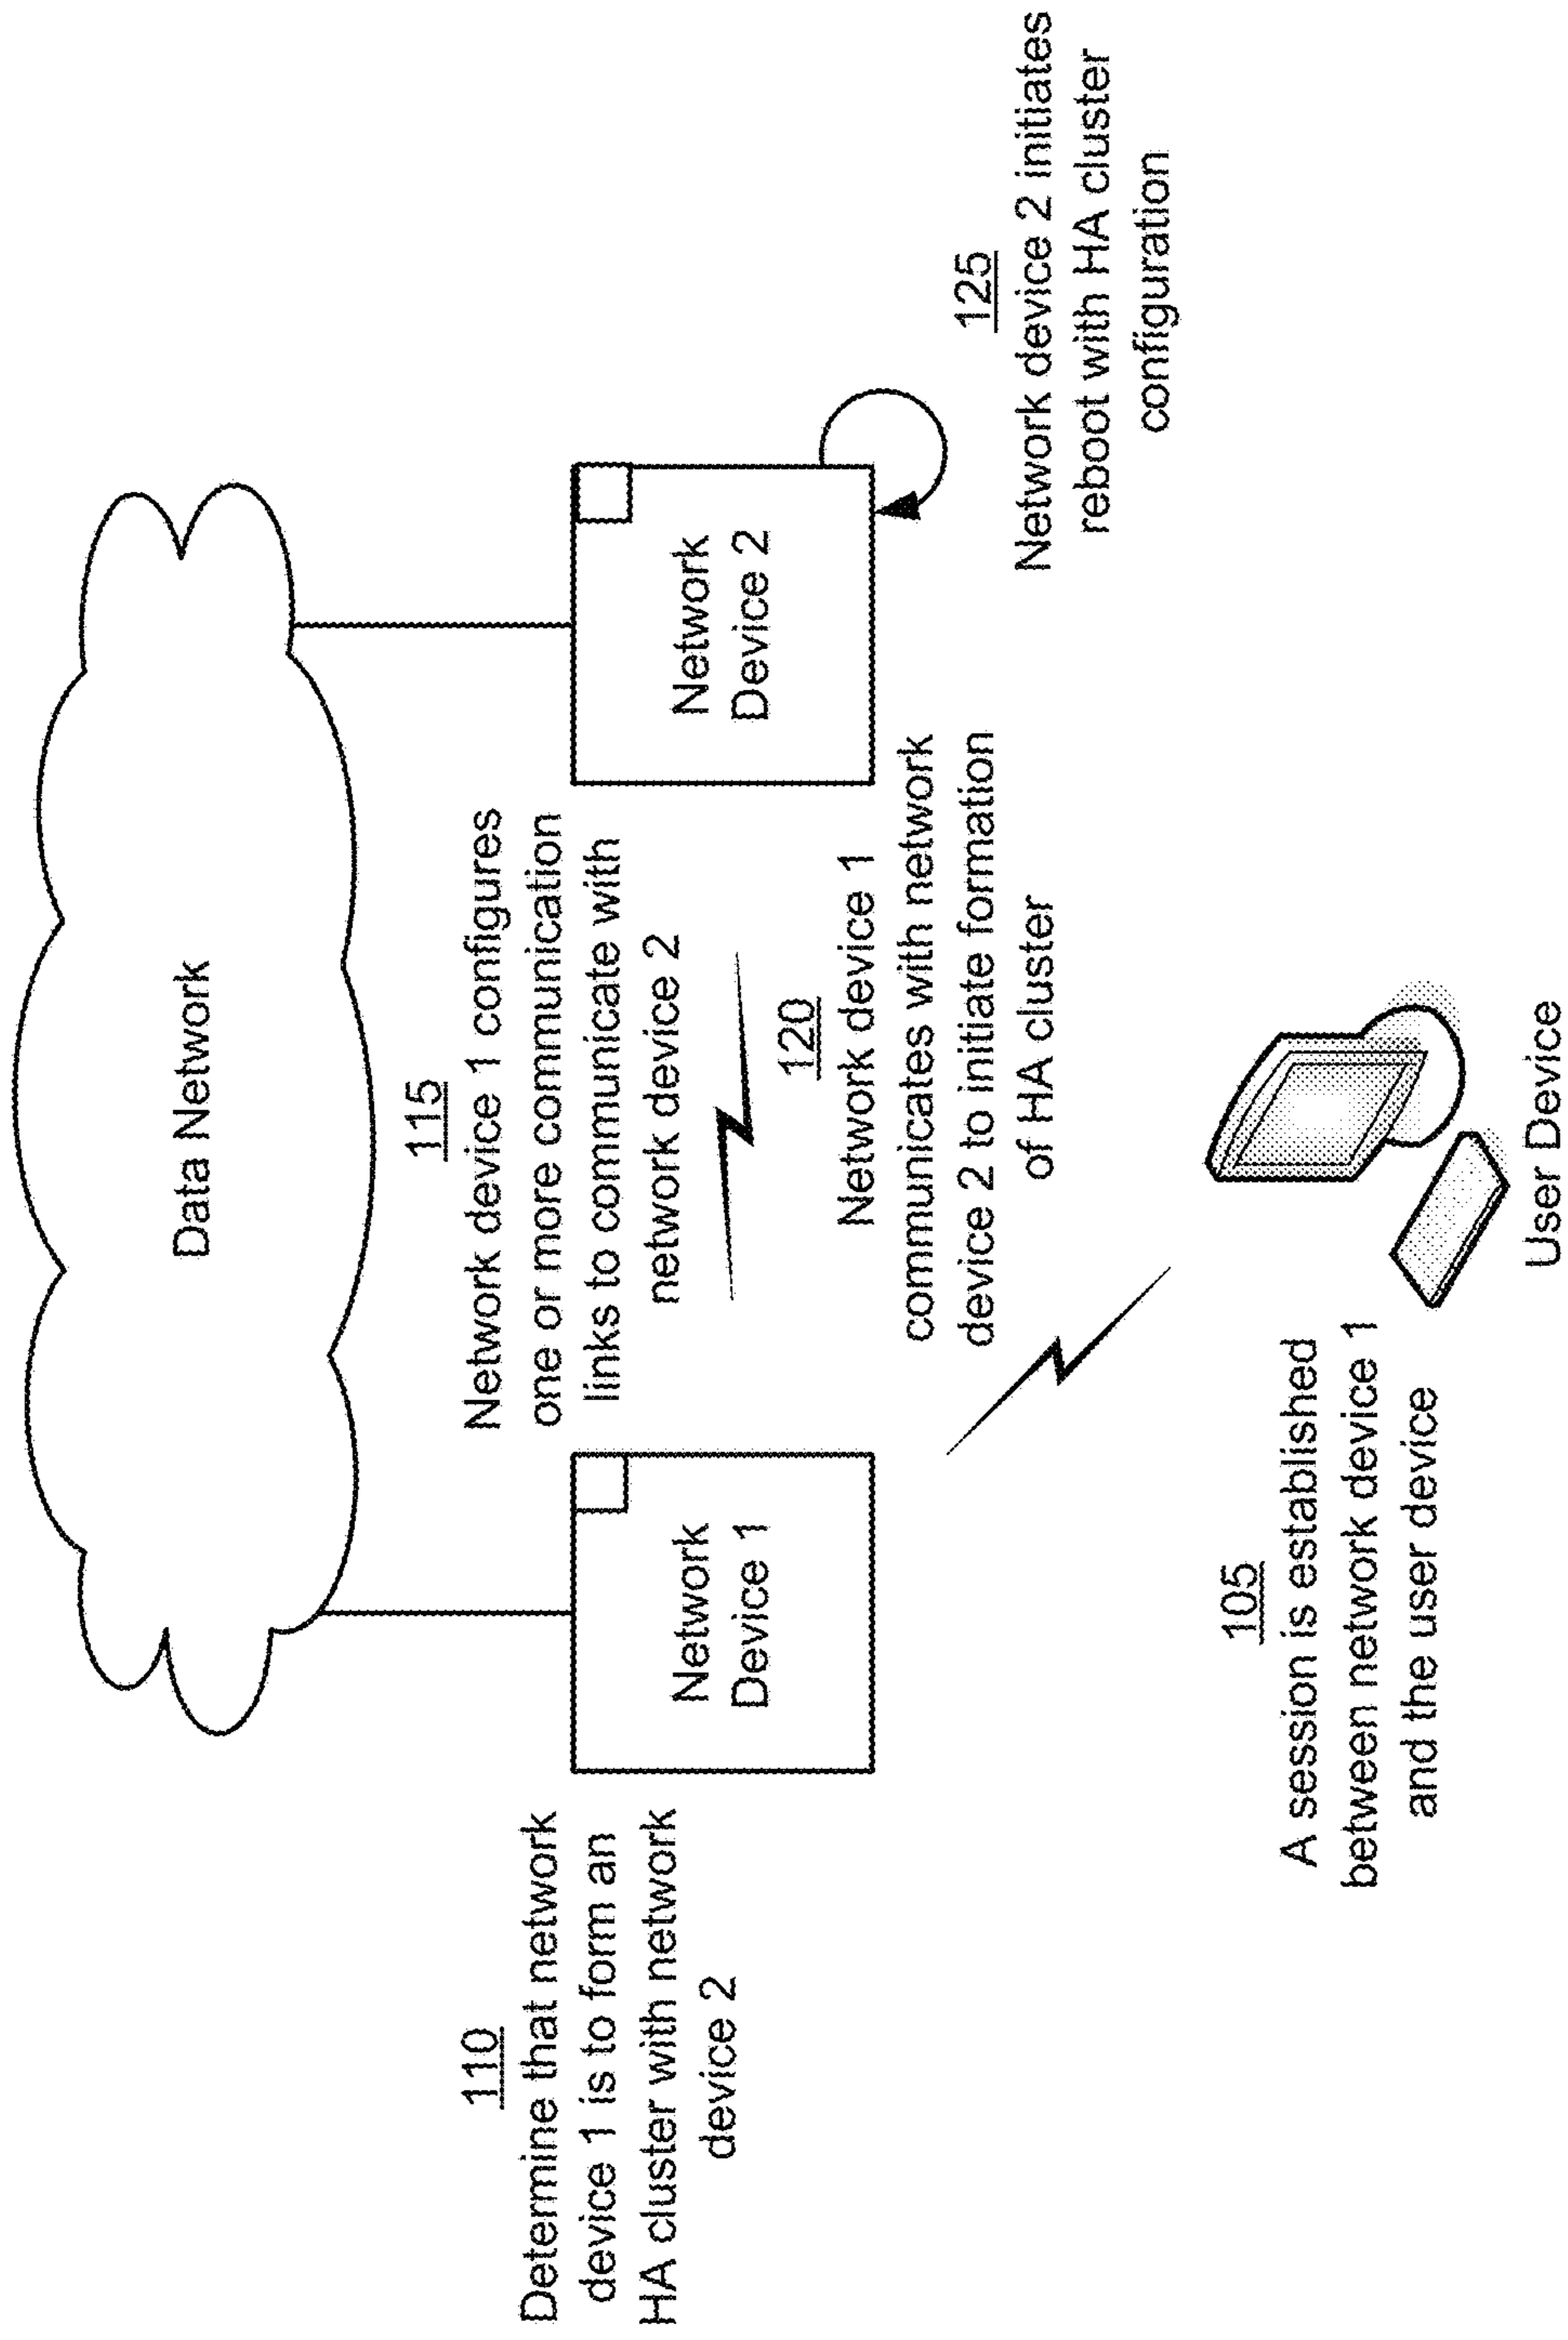 Data Network
115
Network device 1 configures
one or more communication
links to communicate with
network device 2
110
Determine that network
device 1 is to form an
HA cluster with network
device 2
Network
Device 1
Network
Device 2
120
Network device 1
communicates with network
device 2 to initiate formation
of HA cluster
125
Network device 2 initiates
reboot with HA cluster
configuration
105
A session is established
between network device 1
and the user device
User Device